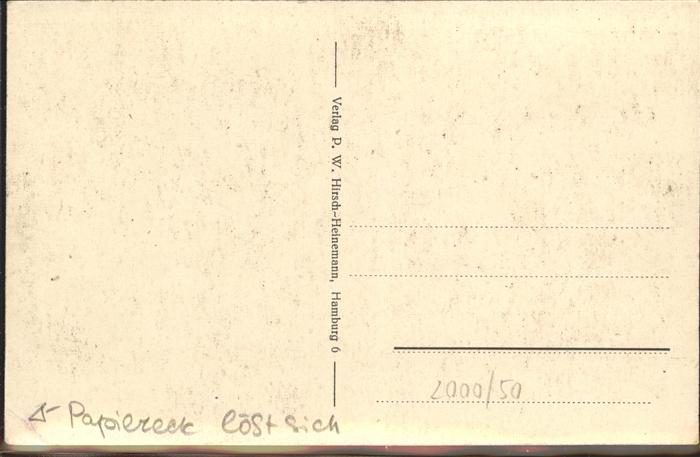 Verlag P. W. Hirsch-Heinemann, Hamburg 6
2000/50
Papiereck löst sich